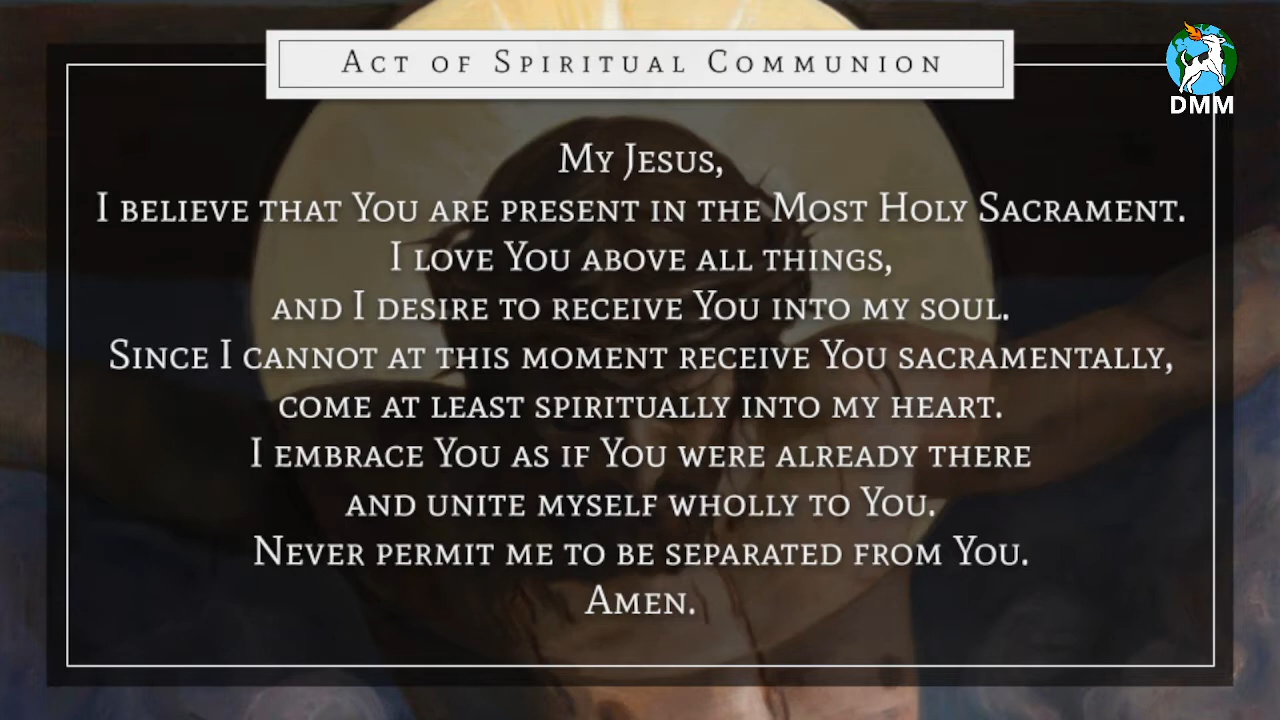 Act of Spiritual Communion
DMM
My Jesus,
I believe that You are present in the Most Holy Sacrament.
I love You above all things,
and I desire to receive You into my soul.
Since I cannot at this moment receive You sacramentally,
come at least spiritually into my heart.
I embrace You as if You were already there
and unite myself wholly to You.
Never permit me to be separated from You.
Amen.